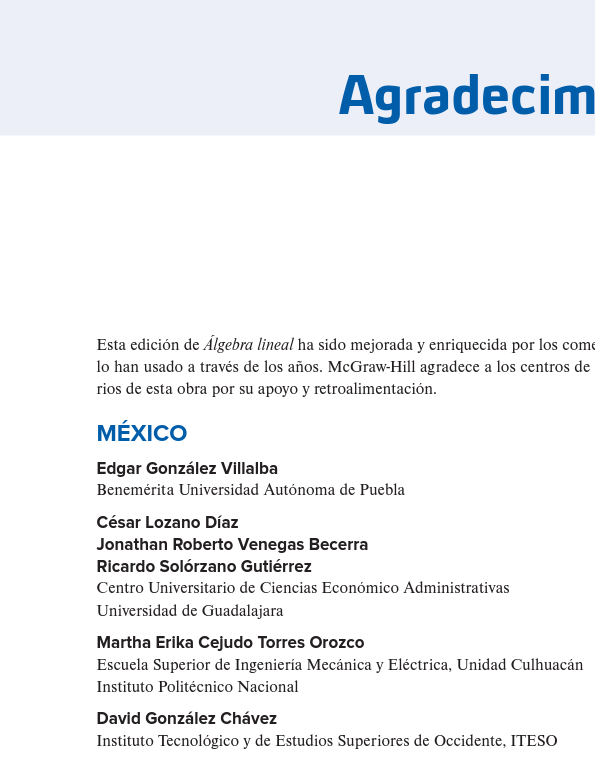 Agradecim
Esta edición de Álgebra lineal ha sido mejorada y enriquecida por los come
lo han usado a través de los años. McGraw-Hill agradece a los centros de
rios de esta obra por su apoyo y retroalimentación.
MÉXICO
Edgar González Villalba
Benemérita Universidad Autónoma de Puebla
César Lozano Díaz
Jonathan Roberto Venegas Becerra
Ricardo Solórzano Gutiérrez
Centro Universitario de Ciencias Económico Administrativas
Universidad de Guadalajara
Martha Erika Cejudo Torres Orozco
Escuela Superior de Ingeniería Mecánica y Eléctrica, Unidad Culhuacán
Instituto Politécnico Nacional
David González Chávez
Instituto Tecnológico y de Estudios Superiores de Occidente, ITESO